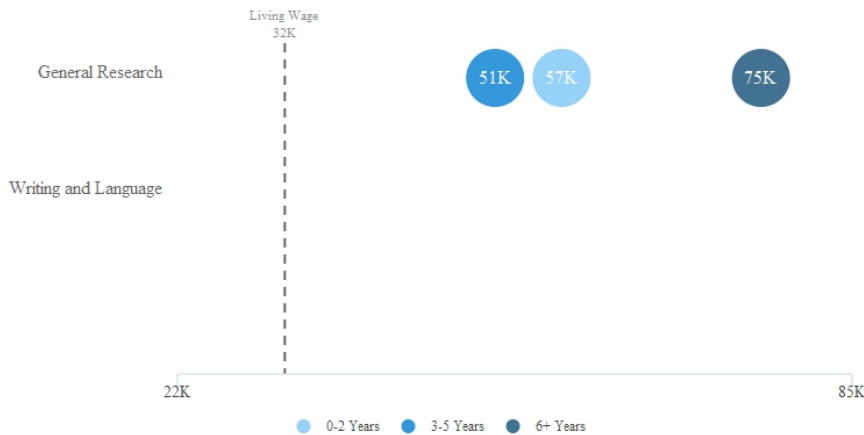 Living Wage
32K
General Research
51K
57K
75K
Writing and Language
22K
85K
0-2 Years
3-5 Years
6+ Years